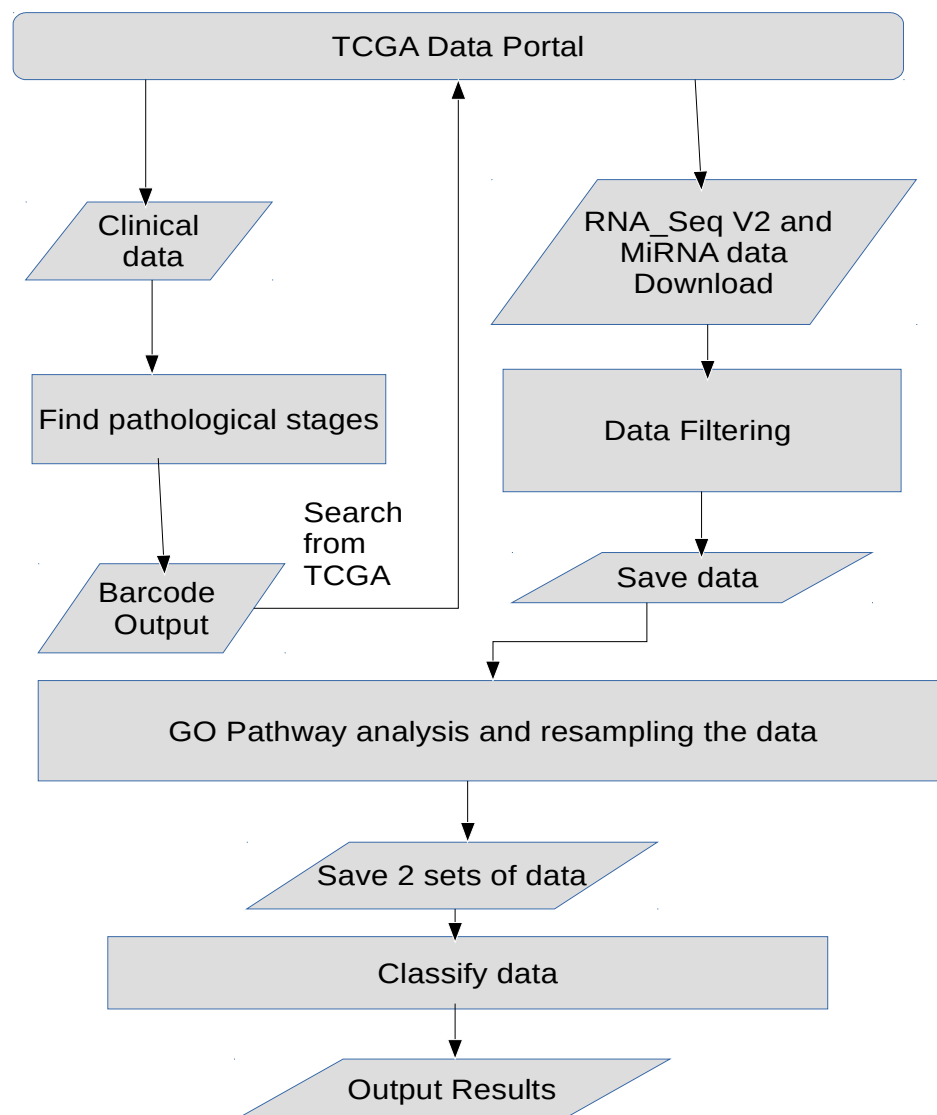 TCGA Data Portal
Clinical
data
Find pathological stages
Barcode
Output
Search
from
TCGA
RNA_Seq V2 and
MiRNA data
Download
Data Filtering
Save data
GO Pathway analysis and resampling the data
Save 2 sets of data
Classify data
Output Results